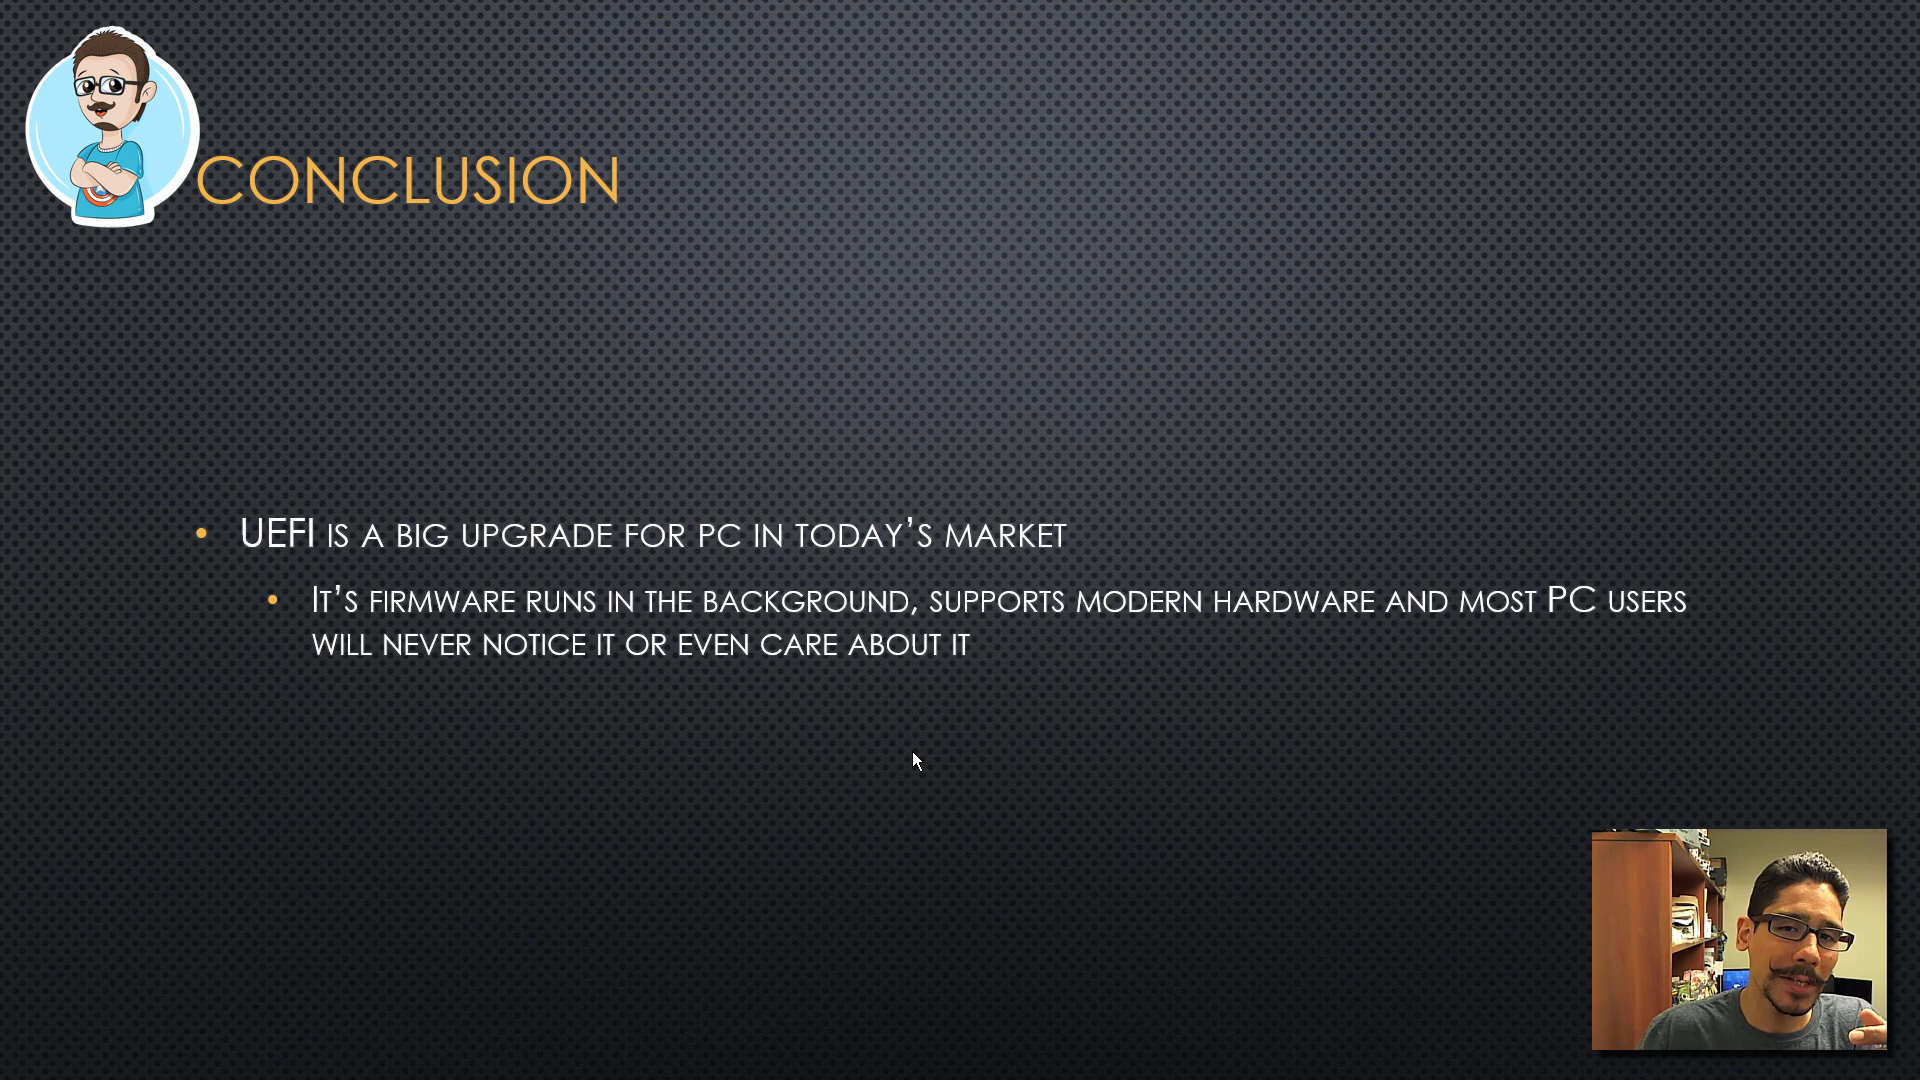 CONCLUSION
• UEFI IS A BIG UPGRADE FOR PC IN TODAY’S MARKET
• IT’S FIRMWARE RUNS IN THE BACKGROUND, SUPPORTS MODERN HARDWARE AND MOST PC USERS
WILL NEVER NOTICE IT OR EVEN CARE ABOUT IT